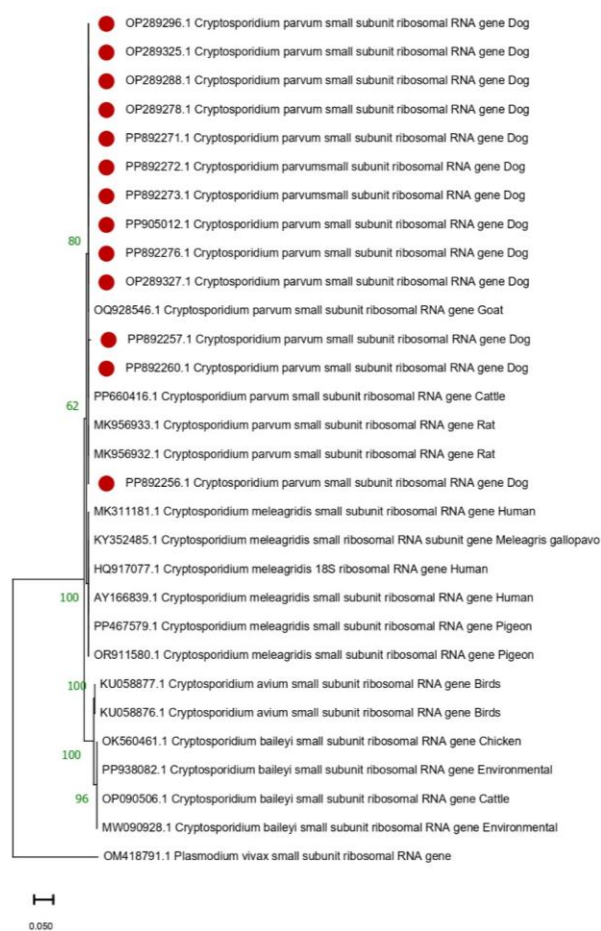 OP289296.1 Cryptosporidium parvum small subunit ribosomal RNA gene Dog
OP289325.1 Cryptosporidium parvum small subunit ribosomal RNA gene Dog
OP289288.1 Cryptosporidium parvum small subunit ribosomal RNA gene Dog
OP289278.1 Cryptosporidium parvum small subunit ribosomal RNA gene Dog
PP892271.1 Cryptosporidium parvum small subunit ribosomal RNA gene Dog
PP892272.1 Cryptosporidium parvumsmall subunit ribosomal RNA gene Dog
PP892273.1 Cryptosporidium parvumsmall subunit ribosomal RNA gene Dog
PP905012.1 Cryptosporidium parvum small subunit ribosomal RNA gene Dog
80
PP892276.1 Cryptosporidium parvum small subunit ribosomal RNA gene Dog
OP289327.1 Cryptosporidium parvum small subunit ribosomal RNA gene Dog
OQ928546.1 Cryptosporidium parvum small subunit ribosomal RNA gene Goat
PP892257.1 Cryptosporidium parvum small subunit ribosomal RNA gene Dog
PP892260.1 Cryptosporidium parvum small subunit ribosomal RNA gene Dog
PP660416.1 Cryptosporidium parvum small subunit ribosomal RNA gene Cattle
62
MK956933.1 Cryptosporidium parvum small subunit ribosomal RNA gene Rat
MK956932.1 Cryptosporidium parvum small subunit ribosomal RNA gene Rat
PP892256.1 Cryptosporidium parvum small subunit ribosomal RNA gene Dog
MK311181.1 Cryptosporidium meleagridis small subunit ribosomal RNA gene Human
KY352485.1 Cryptosporidium meleagridis small ribosomal RNA subunit gene Meleagris gallopavo
HQ917077.1 Cryptosporidium meleagridis 18S ribosomal RNA gene Human
100
AY166839.1 Cryptosporidium meleagridis small subunit ribosomal RNA gene Human
PP467579.1 Cryptosporidium meleagridis small subunit ribosomal RNA gene Pigeon
OR911580.1 Cryptosporidium meleagridis small subunit ribosomal RNA gene Pigeon
100
KU058877.1 Cryptosporidium avium small subunit ribosomal RNA gene Birds
KU058876.1 Cryptosporidium avium small subunit ribosomal RNA gene Birds
OK560461.1 Cryptosporidium baileyi small subunit ribosomal RNA gene Chicken
100
PP938082.1 Cryptosporidium baileyi small subunit ribosomal RNA gene Environmental
96
OP090506.1 Cryptosporidium baileyi small subunit ribosomal RNA gene Cattle
MW090928.1 Cryptosporidium baileyi small subunit ribosomal RNA gene Environmental
OM418791.1 Plasmodium vivax small subunit ribosomal RNA gene
0.050